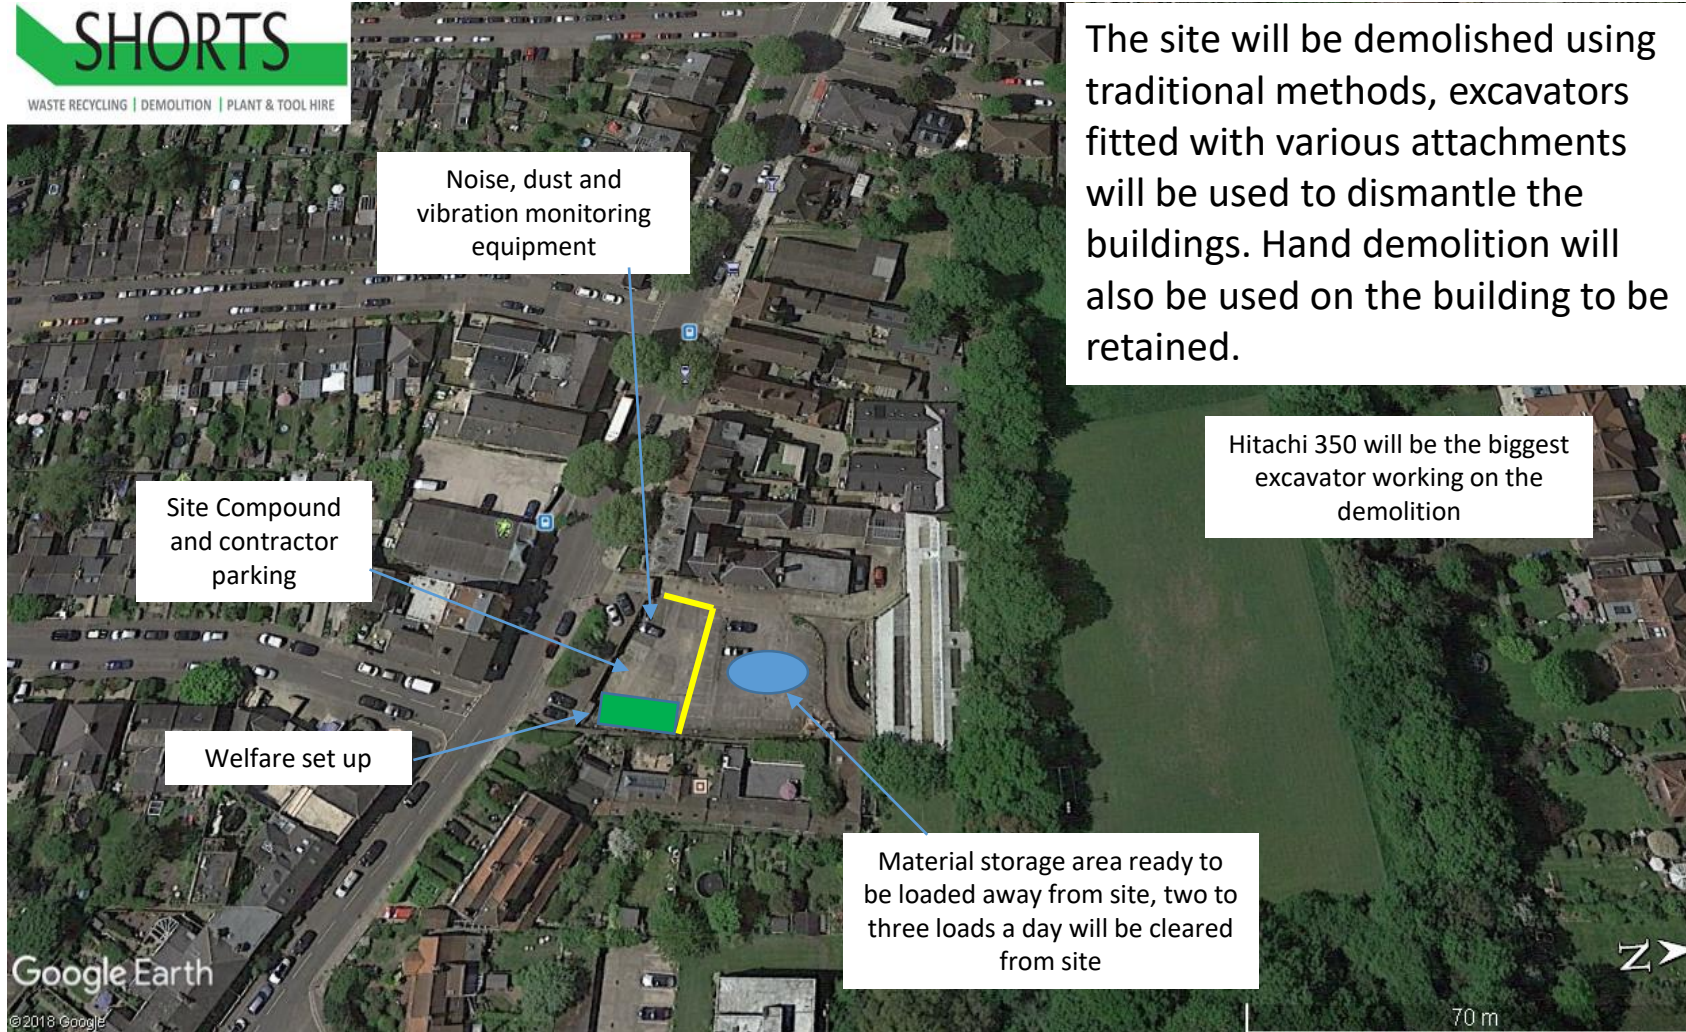 SHORTS
WASTE RECYCLING | DEMOLITION | PLANT & TOOL HIRE
The site will be demolished using
traditional methods, excavators
fitted with various attachments
will be used to dismantle the
buildings. Hand demolition will
also be used on the building to be
retained.
Noise, dust and
vibration monitoring
equipment
Hitachi 350 will be the biggest
excavator working on the
demolition
Site Compound
and contractor
parking
Welfare set up
Material storage area ready to
be loaded away from site, two to
three loads a day will be cleared
from site
Google Earth
©2018 Google
Z
70 m